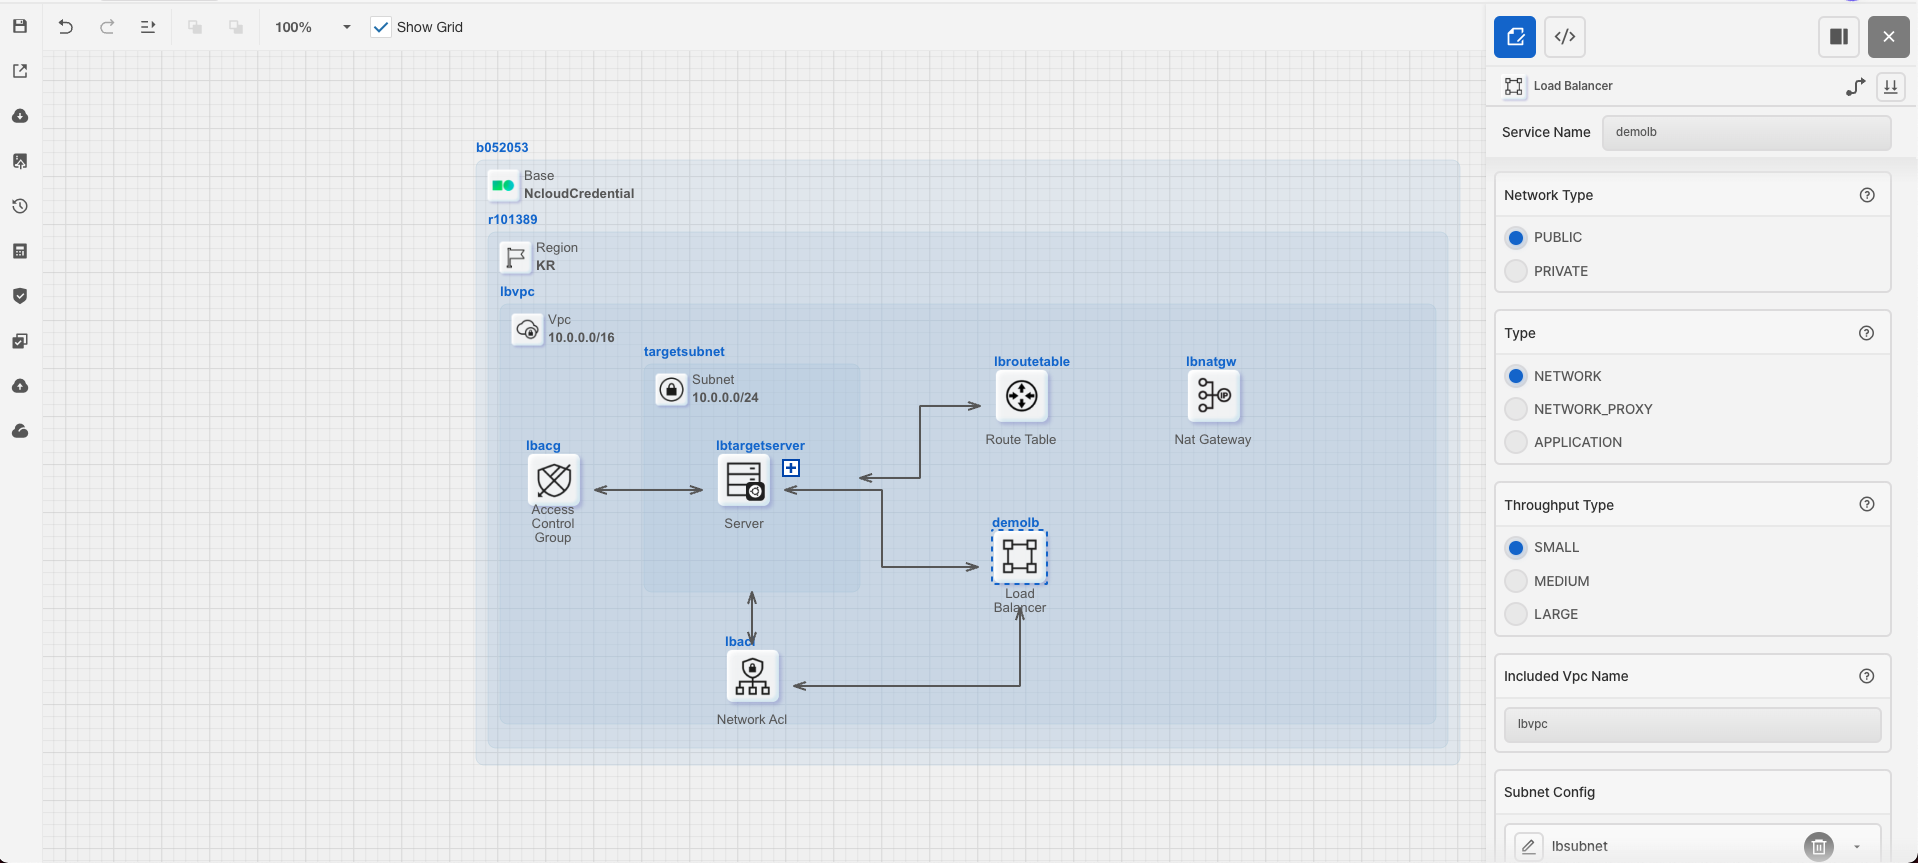 100%
Show Grid
b052053
Base
NcloudCredential
r101389
Region
KR
lbvpc
Vpc
10.0.0.0/16
targetsubnet
Subnet
10.0.0.0/24
lbroutetable
Route Table
lbnatgw
IP
Nat Gateway
lbacg
Access
Control
Group
lbtargetserver
Server
demolb
Load
Balancer
lbacl
Network Acl
Load Balancer
Service Name
demolb
Network Type
PUBLIC
PRIVATE
Type
NETWORK
NETWORK_PROXY
APPLICATION
Throughput Type
SMALL
MEDIUM
LARGE
Included Vpc Name
lbvpc
Subnet Config
lbsubnet